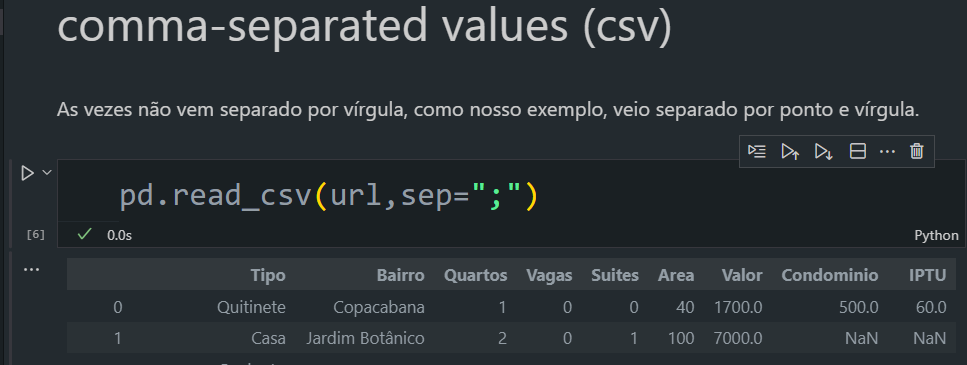 comma-separated values (csv)
As vezes não vem separado por vírgula, como nosso exemplo, veio separado por ponto e vírgula.
pd.read_csv(url,sep=";")
[6] 0.0s Python
Tipo Bairro Quartos Vagas Suites Area Valor Condominio IPTU
0 Quitinete Copacabana 1 0 0 40 1700.0 500.0 60.0
1 Casa Jardim Botânico 2 0 1 100 7000.0 NaN NaN